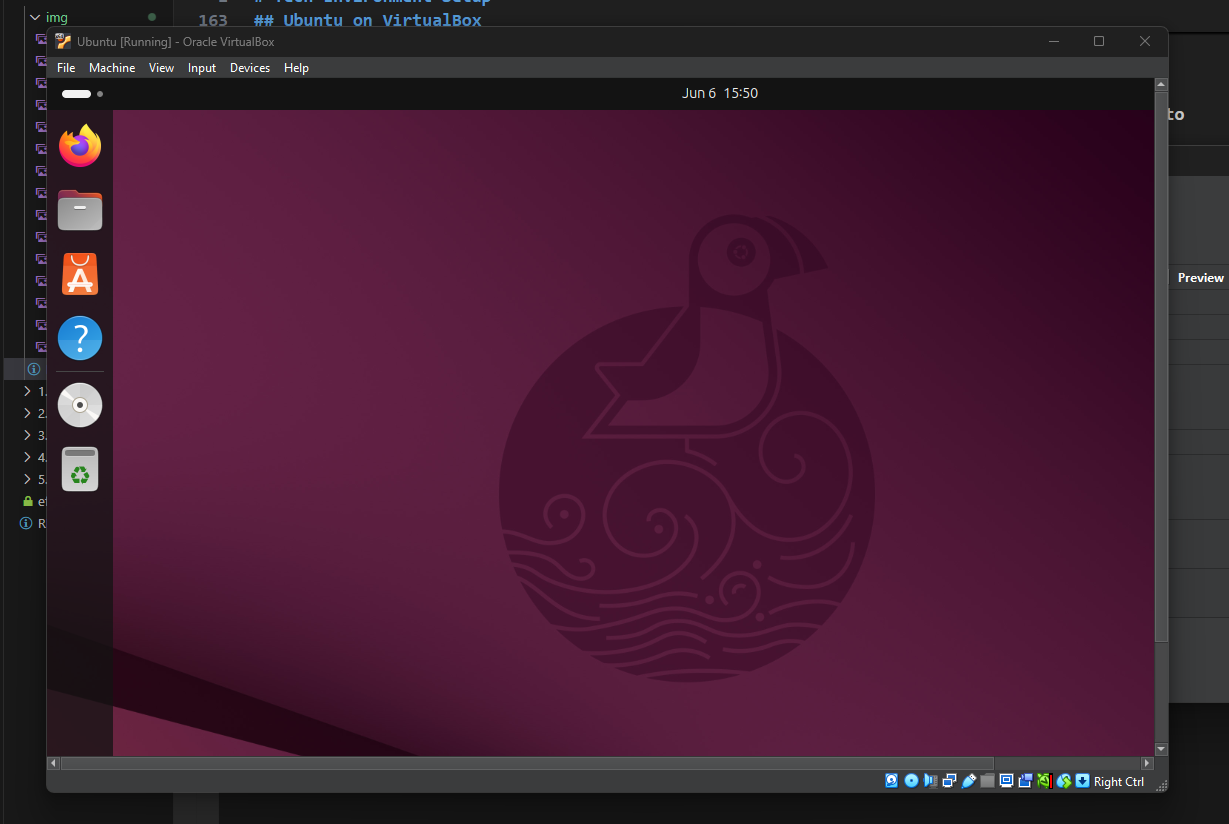 img
163 ## Ubuntu on VirtualBox
Ubuntu [Running] - Oracle VirtualBox
File Machine View Input Devices Help
Jun 6 15:50
to
Preview
?
1.
2.
3.
4.
5.
R
Right Ctrl